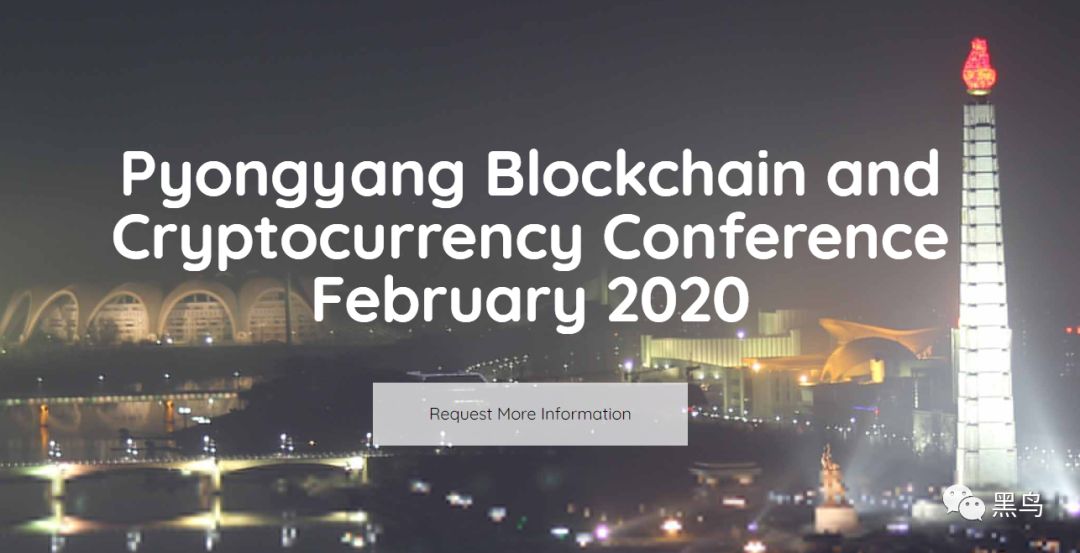 Pyongyang Blockchain and
Cryptocurrency Conference
February 2020
Request More Information
黑鸟